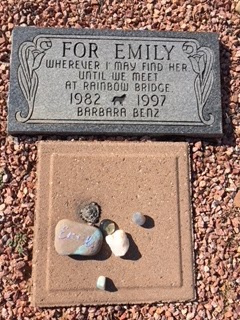 FOR EMILY
WHEREVER I MAY FIND HER
UNTIL WE MEET
AT RAINBOW BRIDGE
1982 1997
BARBARA BENZ